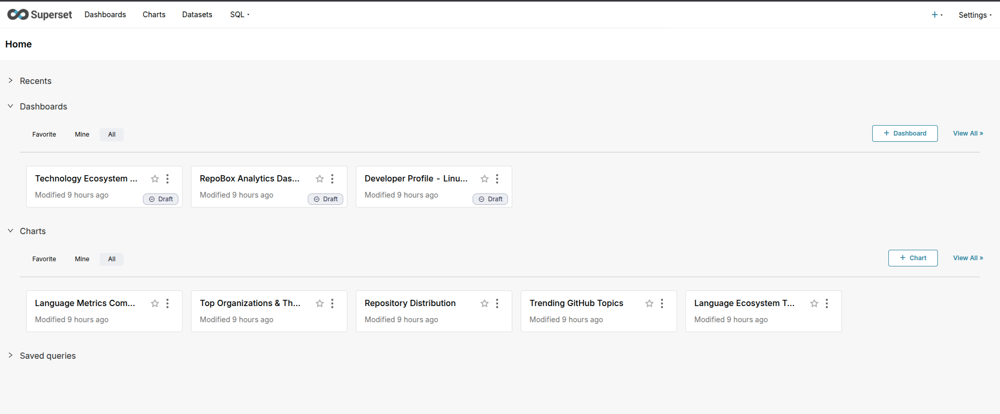 Superset Dashboards Charts Datasets SQL + Settings
Home
Recents
Dashboards
Favorite Mine All + Dashboard View All »
Technology Ecosystem ... RepoBox Analytics Das... Developer Profile - Linu...
Modified 9 hours ago Draft Modified 9 hours ago Draft Modified 9 hours ago Draft
Charts
Favorite Mine All + Chart View All »
Language Metrics Com... Top Organizations & Th... Repository Distribution Trending GitHub Topics Language Ecosystem T...
Modified 9 hours ago Modified 9 hours ago Modified 9 hours ago Modified 9 hours ago Modified 9 hours ago
Saved queries